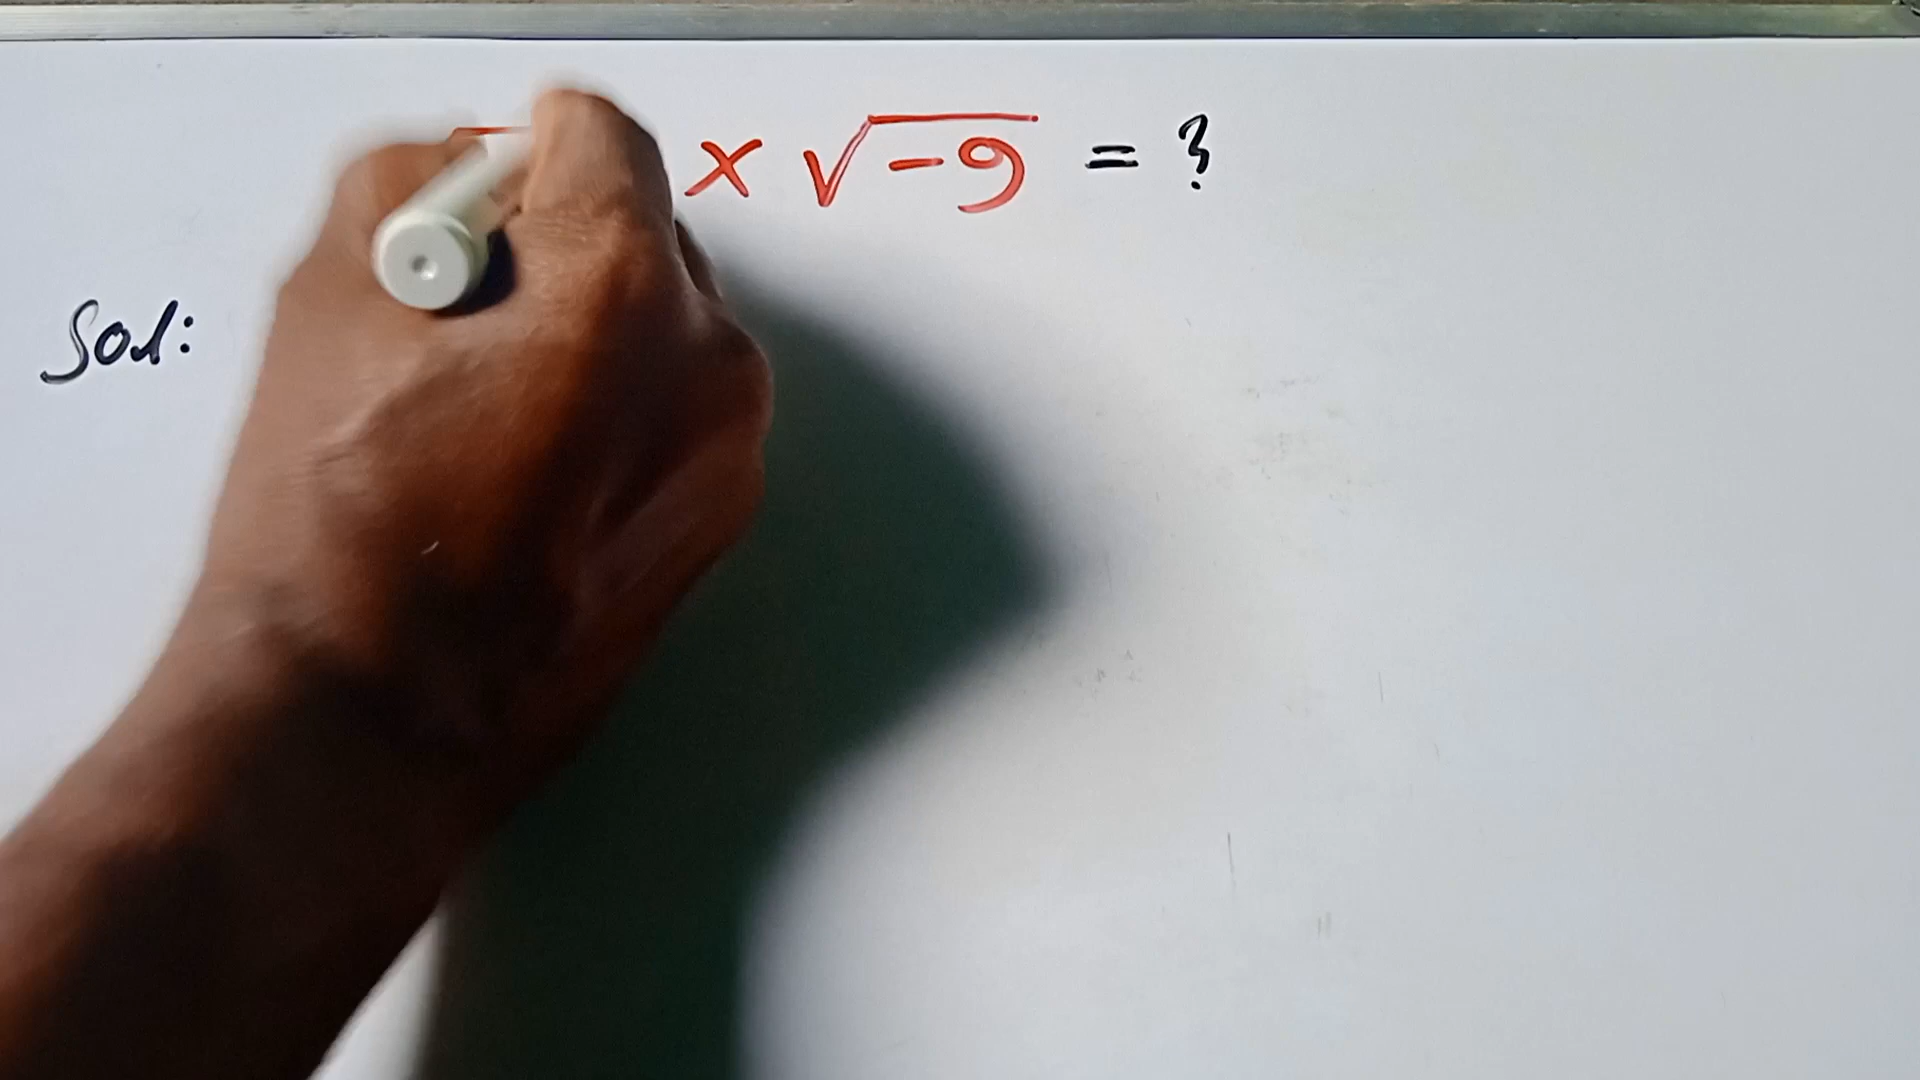 × √-9 = ?
Sol: